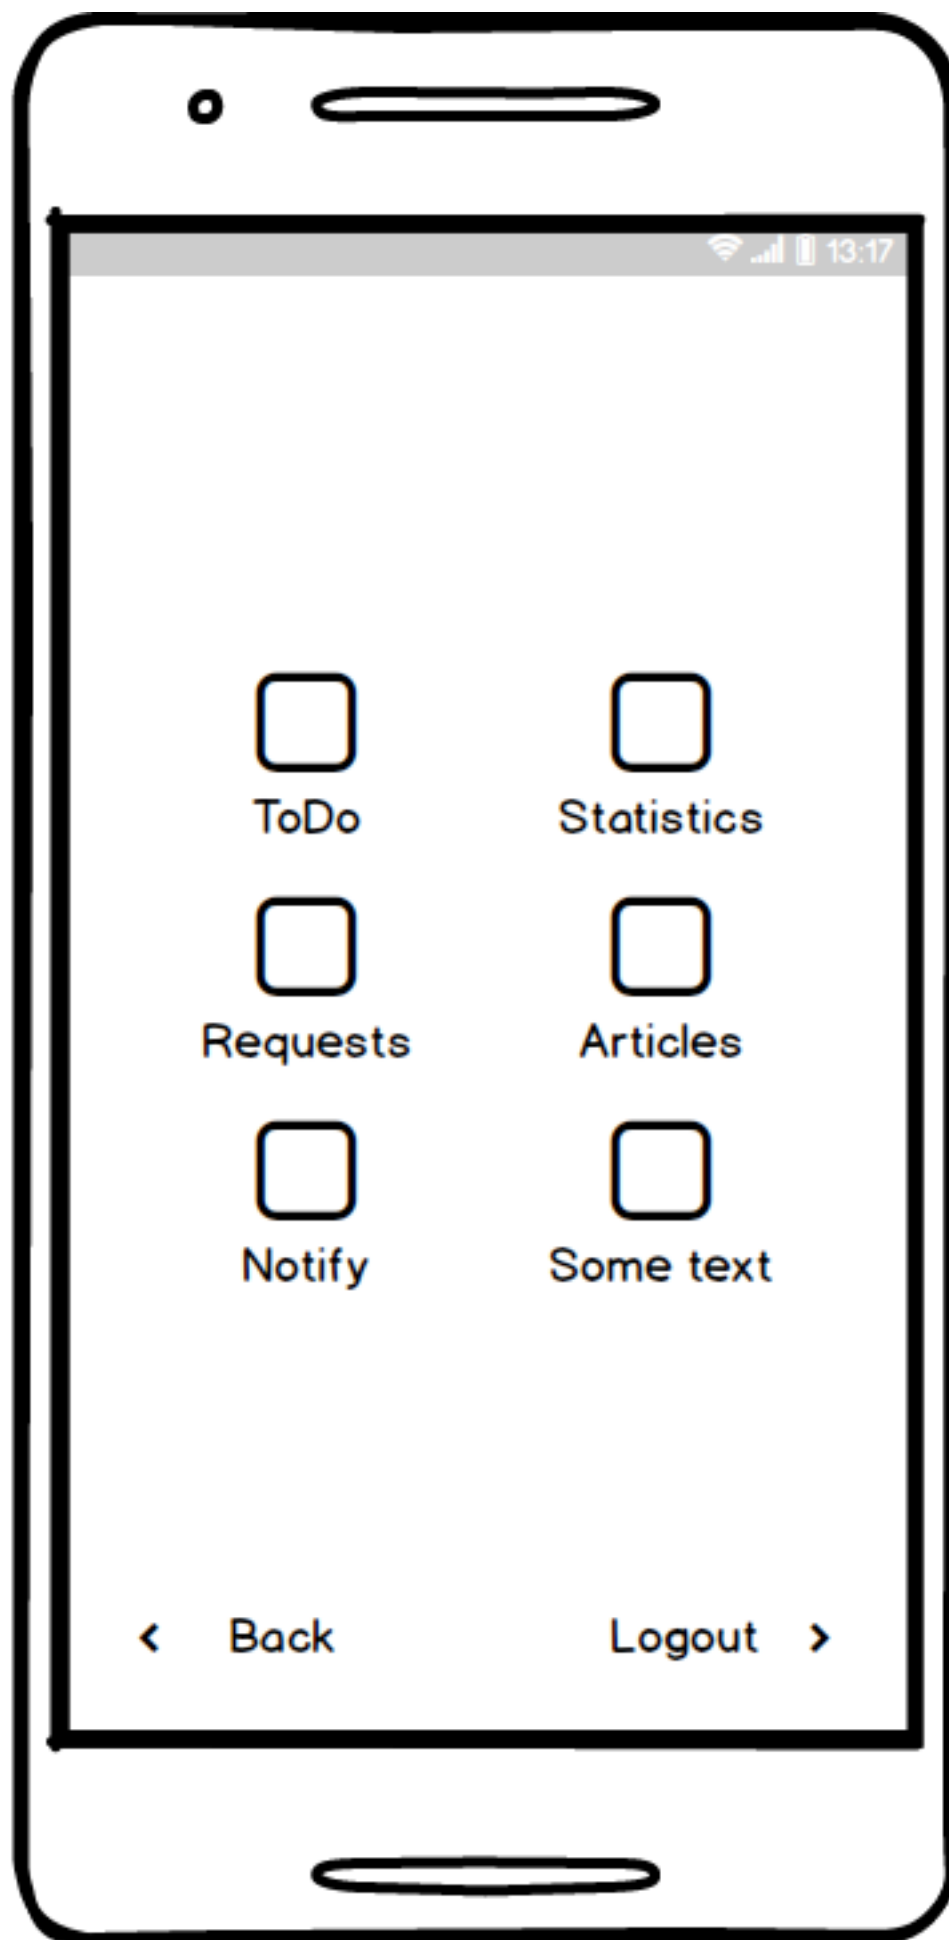 13:17
ToDo Statistics
Requests Articles
Notify Some text
Back Logout